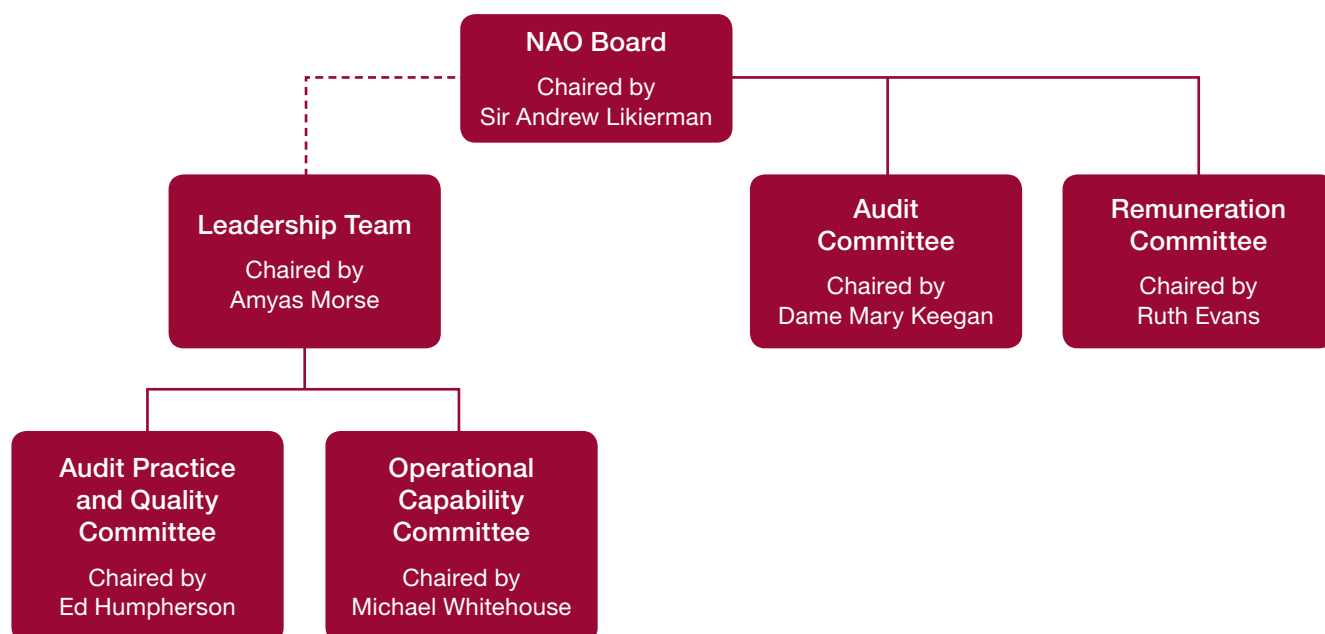 NAO Board
Chaired by
Sir Andrew Likierman
Leadership Team
Chaired by
Amyas Morse
Audit
Committee
Chaired by
Dame Mary Keegan
Remuneration
Committee
Chaired by
Ruth Evans
Audit Practice
and Quality
Committee
Chaired by
Ed Humpherson
Operational
Capability
Committee
Chaired by
Michael Whitehouse